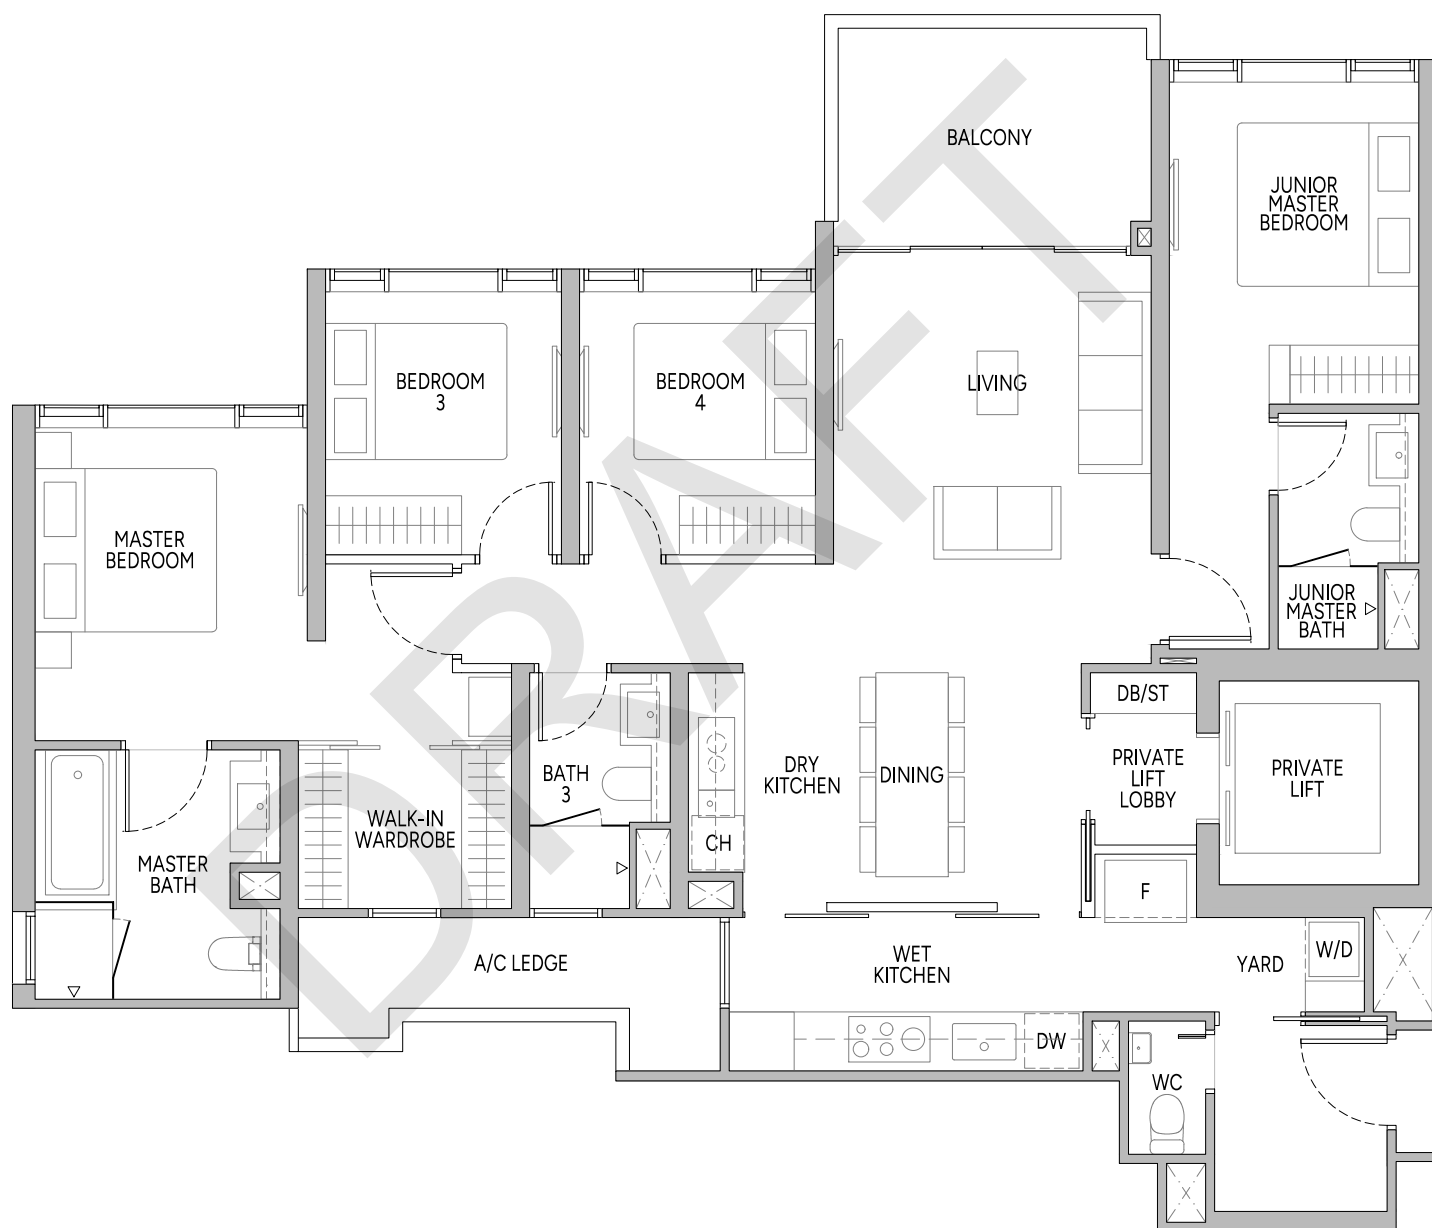 BALCONY
JUNIOR
MASTER
BEDROOM
BEDROOM
3
BEDROOM
4
LIVING
MASTER
BEDROOM
JUNIOR
MASTER
BATH
DB/ST
PRIVATE
LIFT
LOBBY
PRIVATE
LIFT
DRY
KITCHEN
DINING
BATH
3
WALK-IN
WARDROBE
CH
MASTER
BATH
F
A/C LEDGE
WET
KITCHEN
YARD
W/D
DW
WC
DRAFT